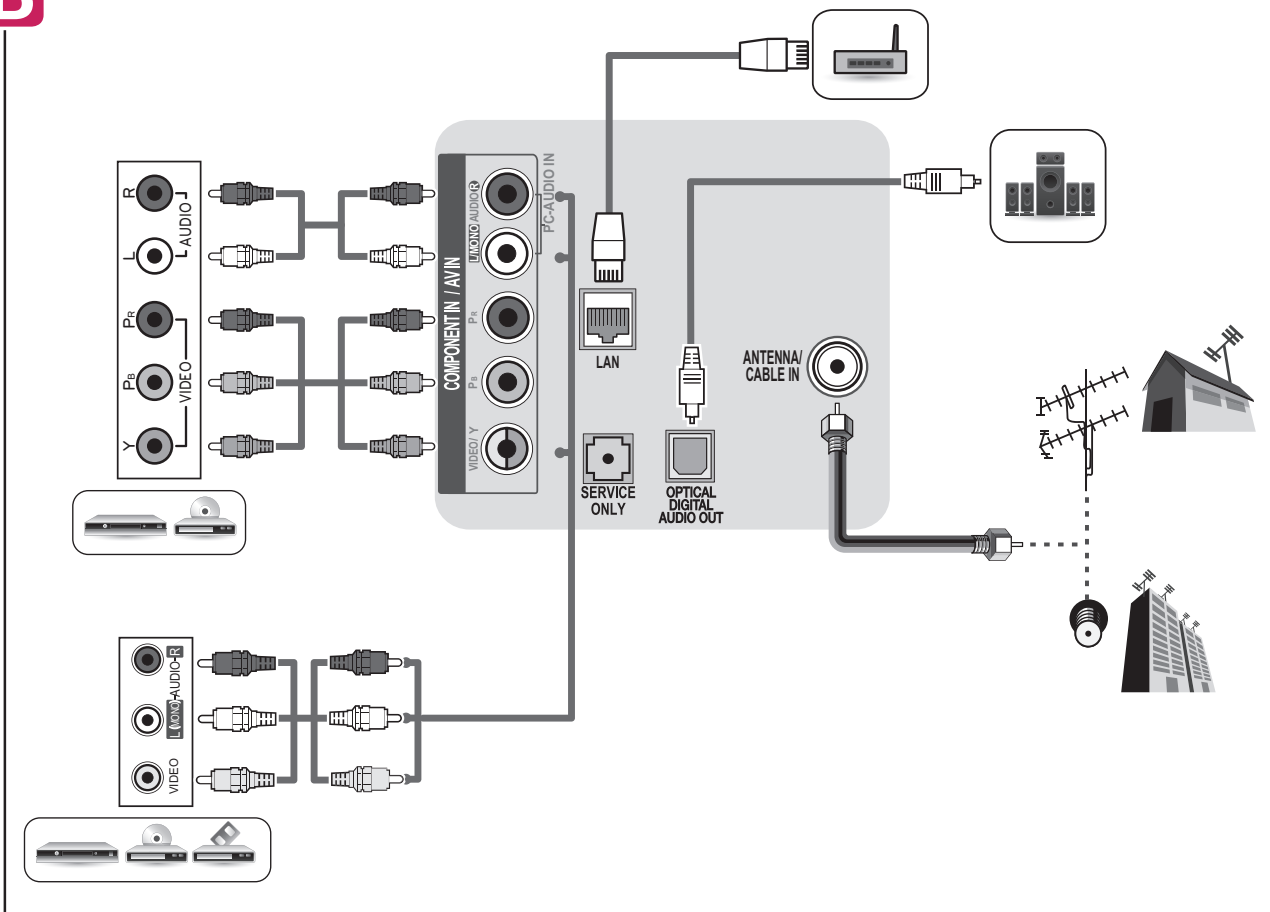 B
R
L
AUDIO
PR
PB
Y
VIDEO
COMPONENT IN / AV IN
L/MONO AUDIO R
PC-AUDIO IN
PR
PB
VIDEO / Y
LAN
SERVICE
ONLY
OPTICAL
DIGITAL
AUDIO OUT
ANTENNA/
CABLE IN
L (MONO)-AUDIO-R
VIDEO